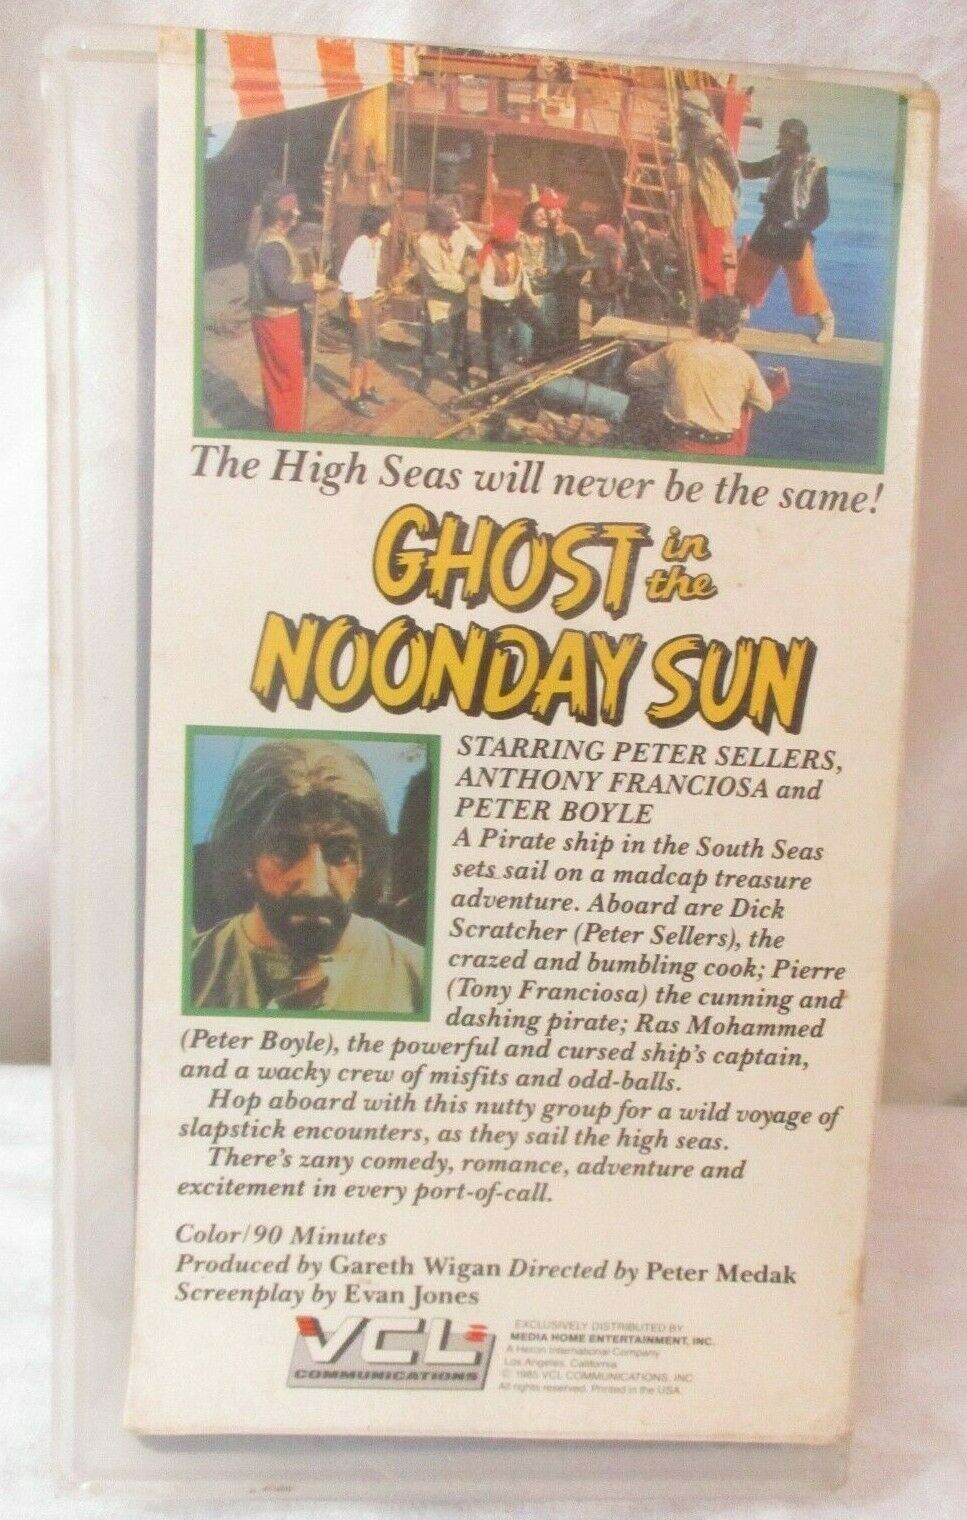 The High Seas will never be the same!
GHOST in the
NOONDAY SUN
STARRING PETER SELLERS,
ANTHONY FRANCIOSA and
PETER BOYLE
A Pirate ship in the South Seas
sets sail on a madcap treasure
adventure. Aboard are Dick
Scratcher (Peter Sellers), the
crazed and bumbling cook; Pierre
(Tony Franciosa) the cunning and
dashing pirate; Ras Mohammed
(Peter Boyle), the powerful and cursed ship's captain,
and a wacky crew of misfits and odd-balls.
Hop aboard with this nutty group for a wild voyage of
slapstick encounters, as they sail the high seas.
There's zany comedy, romance, adventure and
excitement in every port-of-call.
Color/90 Minutes
Produced by Gareth Wigan Directed by Peter Medak
Screenplay by Evan Jones
VCL
COMMUNICATIONS
EXCLUSIVELY DISTRIBUTED BY
MEDIA HOME ENTERTAINMENT, INC.
A Heron International Company
Los Angeles, California
© 1985 VCL COMMUNICATIONS, INC.
All rights reserved. Printed in the USA.